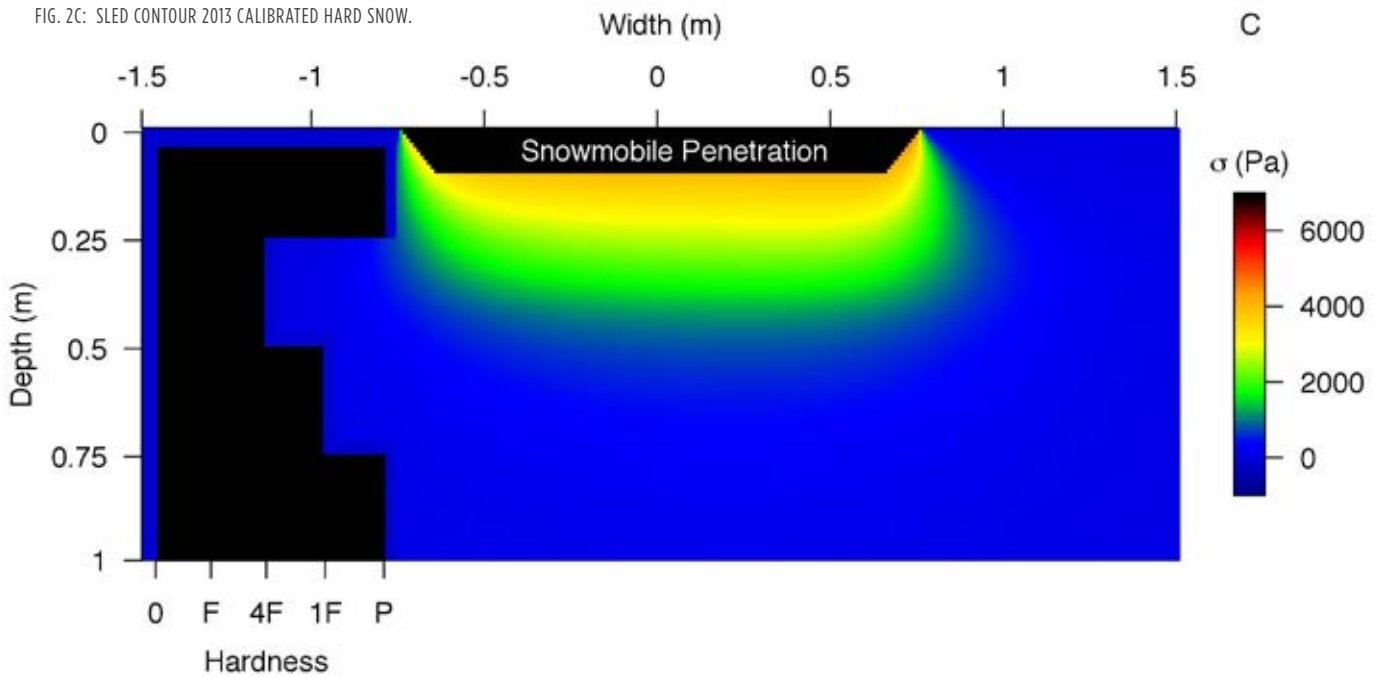 FIG. 2C: SLED CONTOUR 2013 CALIBRATED HARD SNOW.
Width (m)
C
-1.5 -1 -0.5 0 0.5 1 1.5
Snowmobile Penetration
σ (Pa)
6000
4000
2000
0
Depth (m)
0
0.25
0.5
0.75
1
0 F 4F 1F P
Hardness